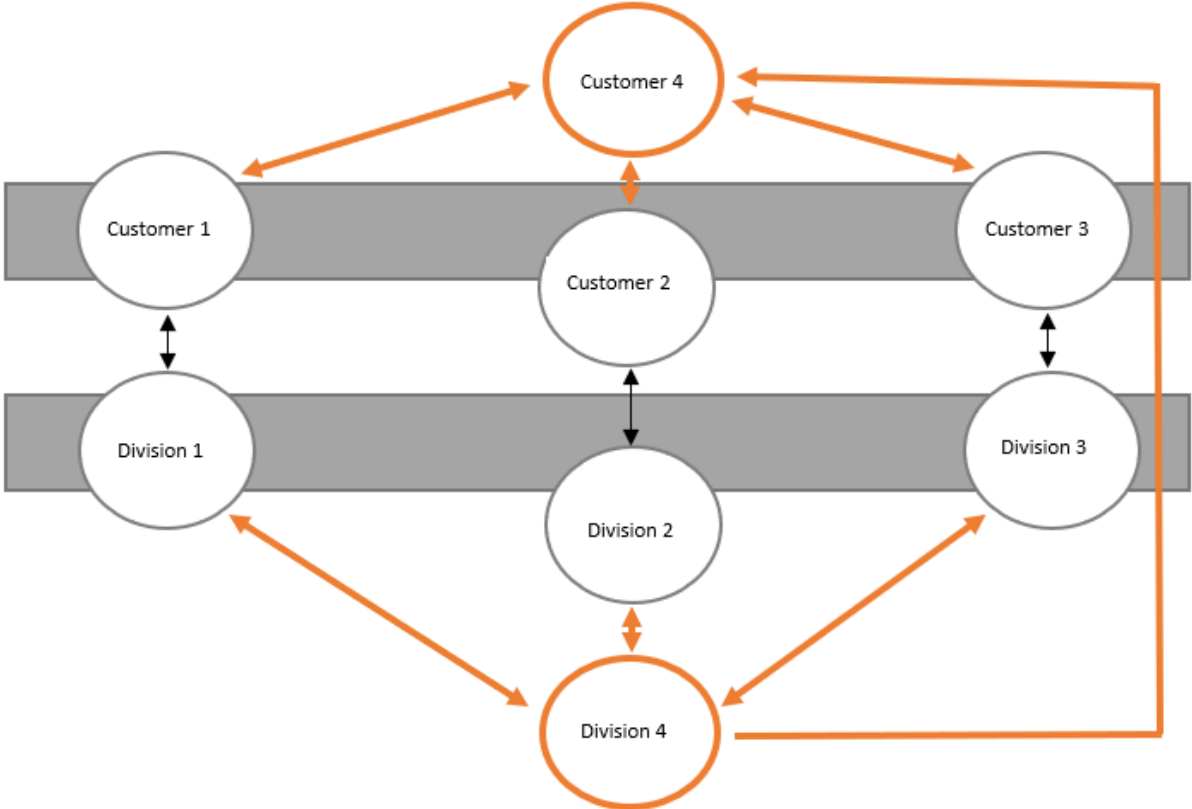 Customer 4
Customer 1
Customer 3
Customer 2
Division 1
Division 3
Division 2
Division 4